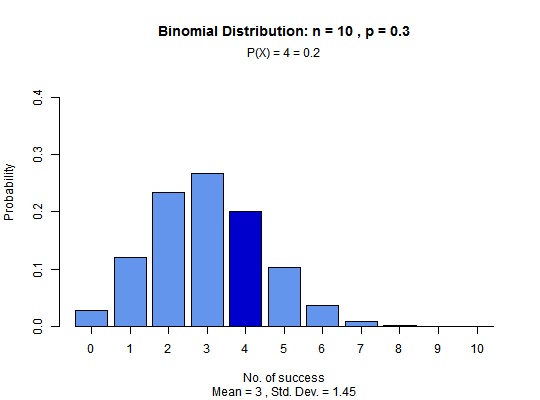 Binomial Distribution: n = 10 , p = 0.3
P(X) = 4 = 0.2
0.4
0.3
0.2
0.1
0.0
Probability
0 1 2 3 4 5 6 7 8 9 10
No. of success
Mean = 3 , Std. Dev. = 1.45